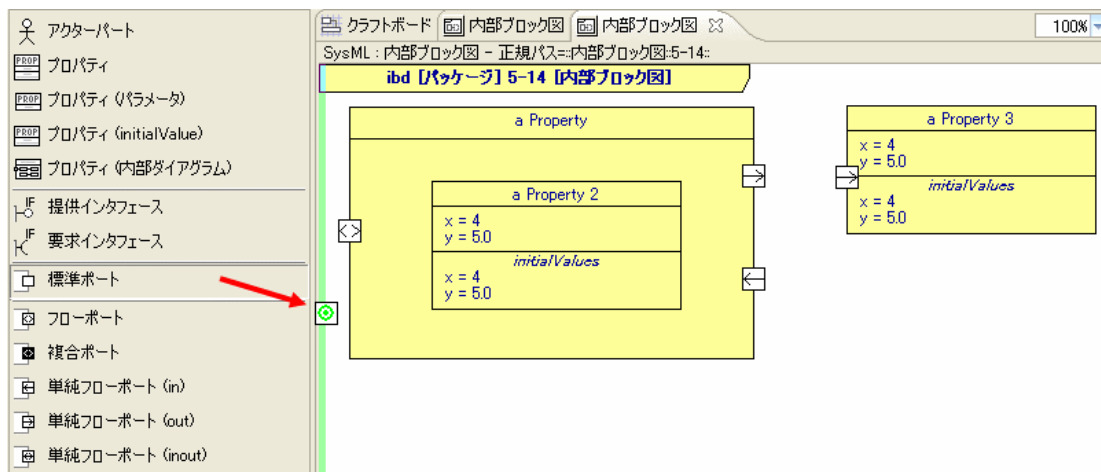 アクターパート
PROP プロパティ
PROP プロパティ (パラメータ)
PROP プロパティ (initialValue)
プロパティ (内部ダイアグラム)
IF 提供インタフェース
IF 要求インタフェース
標準ポート
フローポート
複合ポート
単純フローポート (in)
単純フローポート (out)
単純フローポート (inout)
クラフトボード 内部ブロック図 内部ブロック図
100%
SysML : 内部ブロック図 - 正規パス=::内部ブロック図::5-14::
ibd [パッケージ] 5-14 [内部ブロック図]
a Property
a Property 2
x = 4
y = 5.0
initialValues
x = 4
y = 5.0
a Property 3
x = 4
y = 5.0
initialValues
x = 4
y = 5.0